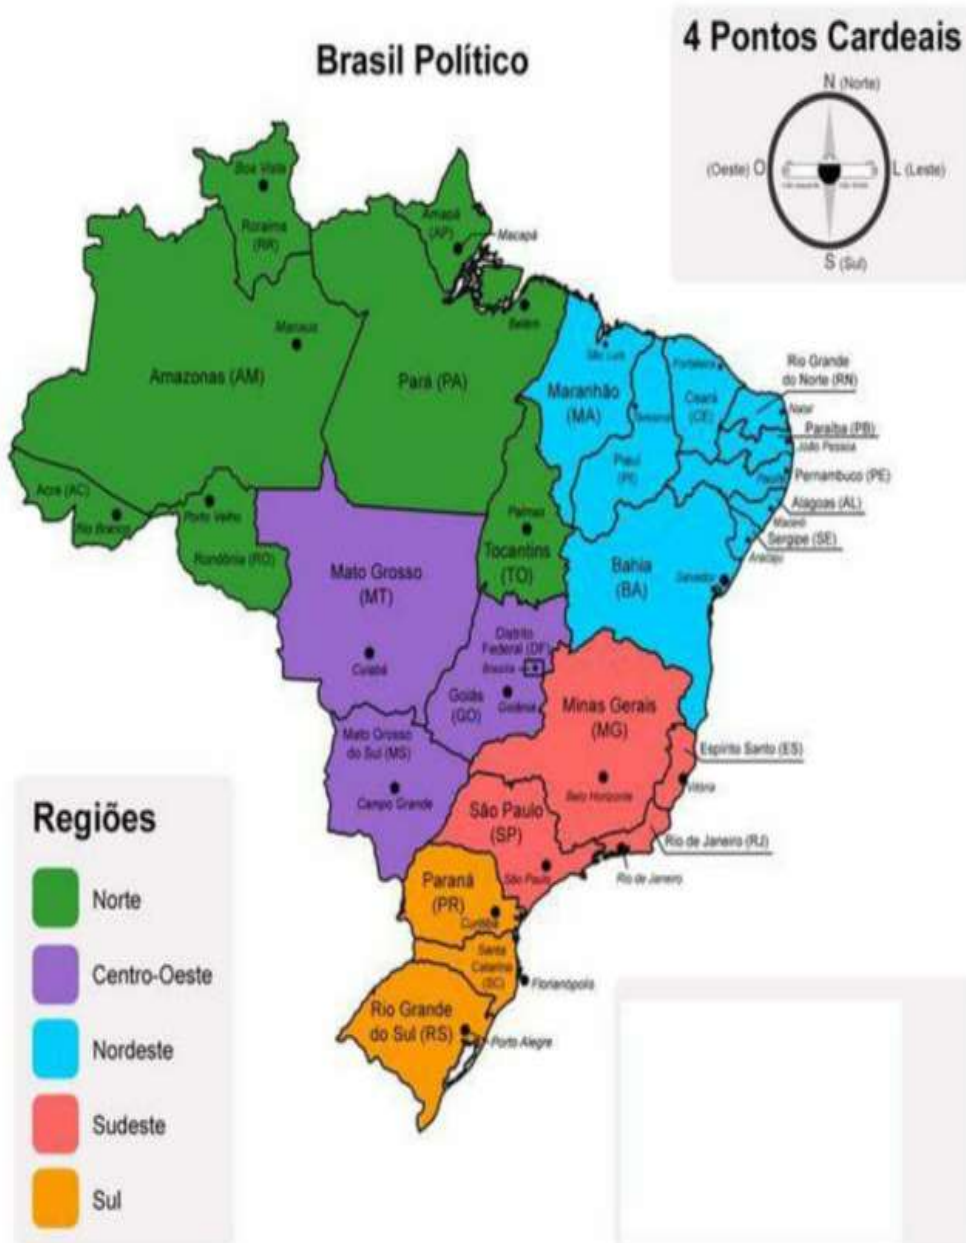 Brasil Político
4 Pontos Cardeais
N (Norte)
(Oeste) O
L (Leste)
S (Sul)
Boa Vista
Roraima
(RR)
Amapá
(AP)
Macapá
Manaus
Amazonas (AM)
Belém
Pará (PA)
São Luís
Maranhão
(MA)
Teresina
Piauí
(PI)
Fortaleza
Ceará
(CE)
Rio Grande
do Norte (RN)
Natal
Paraíba (PB)
João Pessoa
Pernambuco (PE)
Recife
Alagoas (AL)
Maceió
Sergipe (SE)
Aracaju
Acre (AC)
Rio Branco
Porto Velho
Rondônia (RO)
Palmas
Tocantins
(TO)
Mato Grosso
(MT)
Cuiabá
Bahia
(BA)
Salvador
Distrito
Federal (DF)
Brasília
Goiás
(GO)
Goiânia
Minas Gerais
(MG)
Belo Horizonte
Mato Grosso
do Sul (MS)
Campo Grande
Espírito Santo (ES)
Vitória
São Paulo
(SP)
São Paulo
Rio de Janeiro (RJ)
Rio de Janeiro
Paraná
(PR)
Curitiba
Santa
Catarina
(SC)
Florianópolis
Rio Grande
do Sul (RS)
Porto Alegre
Regiões
Norte
Centro-Oeste
Nordeste
Sudeste
Sul